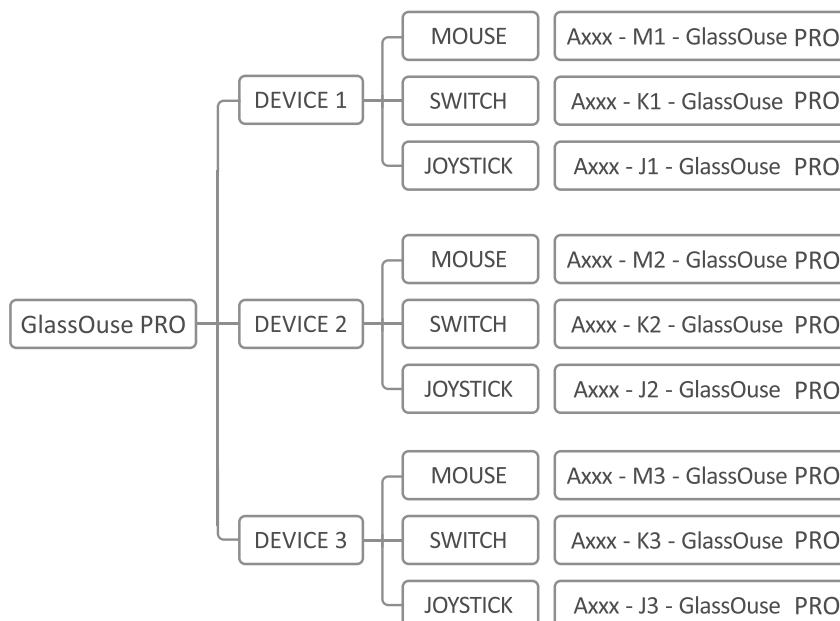 MOUSE Axxx - M1 - GlassOuse PRO
DEVICE 1 SWITCH Axxx - K1 - GlassOuse PRO
JOYSTICK Axxx - J1 - GlassOuse PRO
MOUSE Axxx - M2 - GlassOuse PRO
GlassOuse PRO DEVICE 2 SWITCH Axxx - K2 - GlassOuse PRO
JOYSTICK Axxx - J2 - GlassOuse PRO
MOUSE Axxx - M3 - GlassOuse PRO
DEVICE 3 SWITCH Axxx - K3 - GlassOuse PRO
JOYSTICK Axxx - J3 - GlassOuse PRO